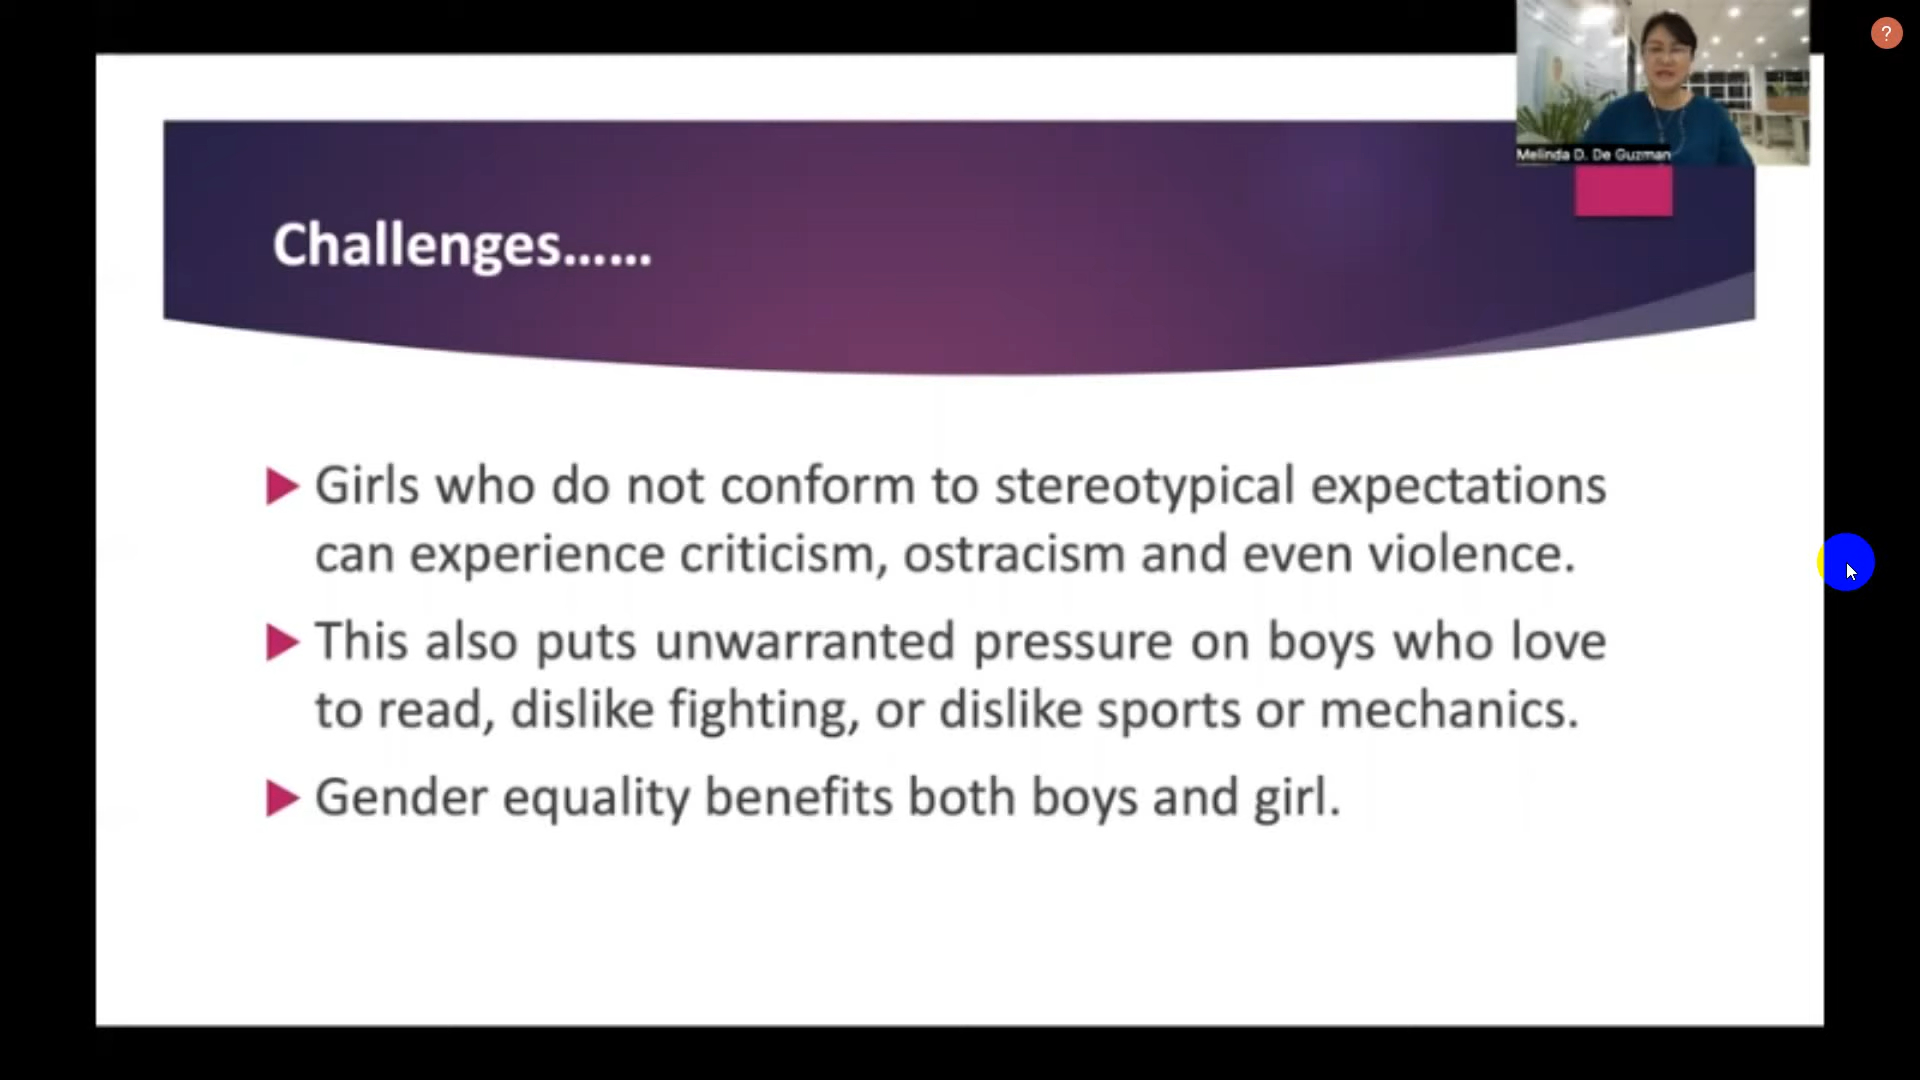 ?
Melinda D. De Guzman
Challenges......
Girls who do not conform to stereotypical expectations
can experience criticism, ostracism and even violence.
This also puts unwarranted pressure on boys who love
to read, dislike fighting, or dislike sports or mechanics.
Gender equality benefits both boys and girl.